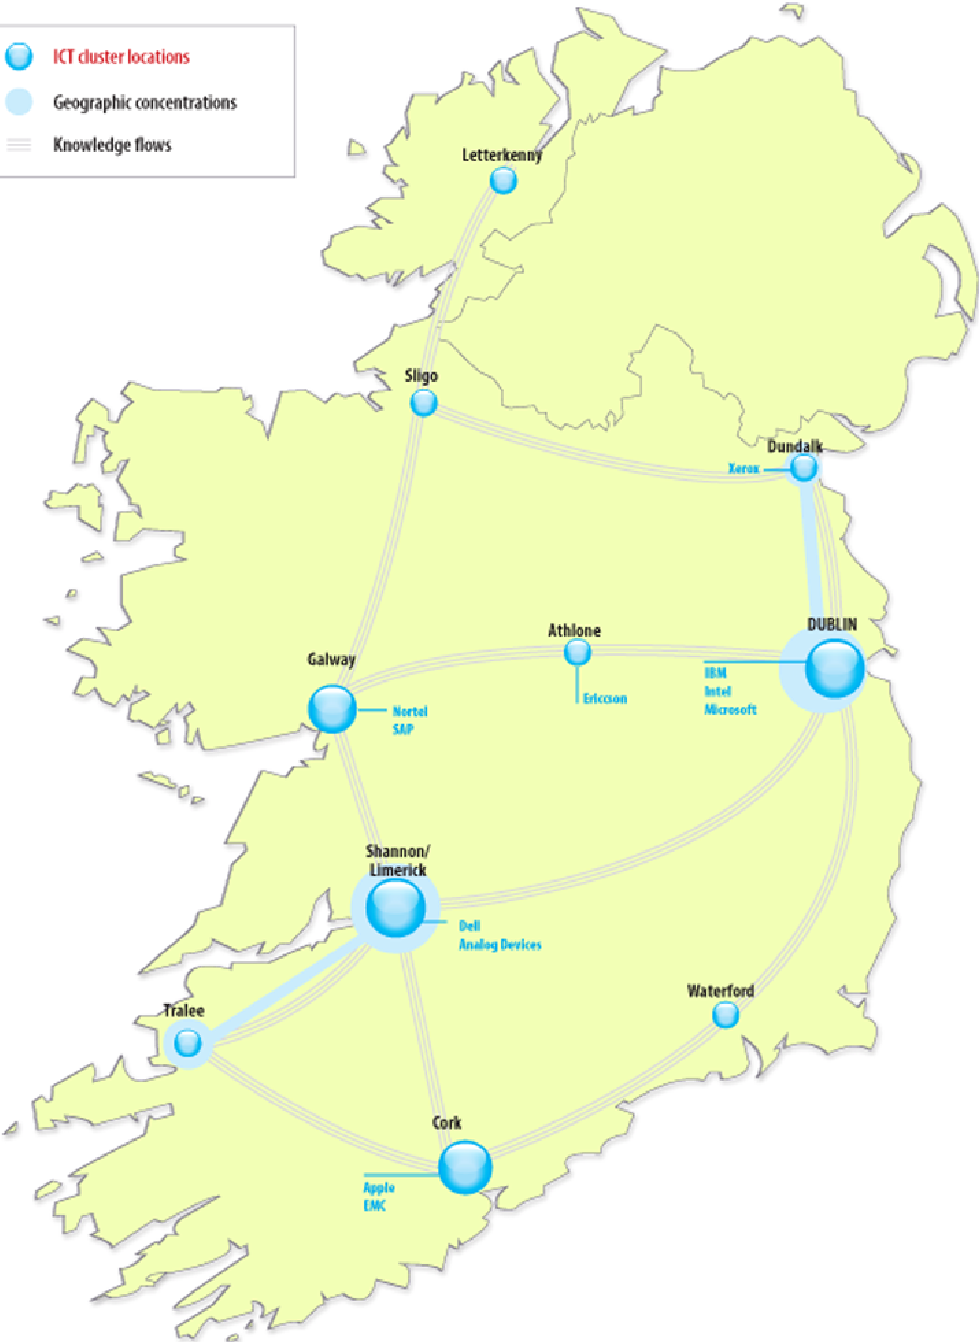 ICT cluster locations
Geographic concentrations
Knowledge flows
Letterkenny
Sligo
Dundalk
Xerox
DUBLIN
IBM
Intel
Microsoft
Athlone
Ericcson
Galway
Nortel
SAP
Shannon/
Limerick
Dell
Analog Devices
Tralee
Waterford
Cork
Apple
EMC